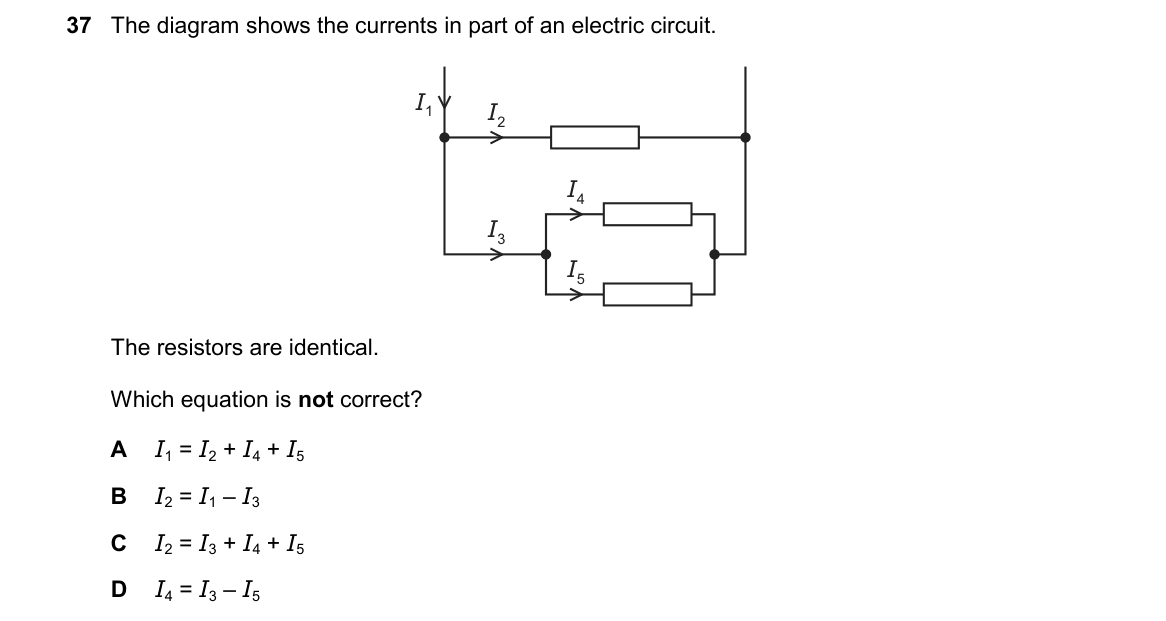 37 The diagram shows the currents in part of an electric circuit.
I₁
I₂
I₄
I₃
I₅
The resistors are identical.
Which equation is not correct?
A I₁ = I₂ + I₄ + I₅
B I₂ = I₁ – I₃
C I₂ = I₃ + I₄ + I₅
D I₄ = I₃ – I₅